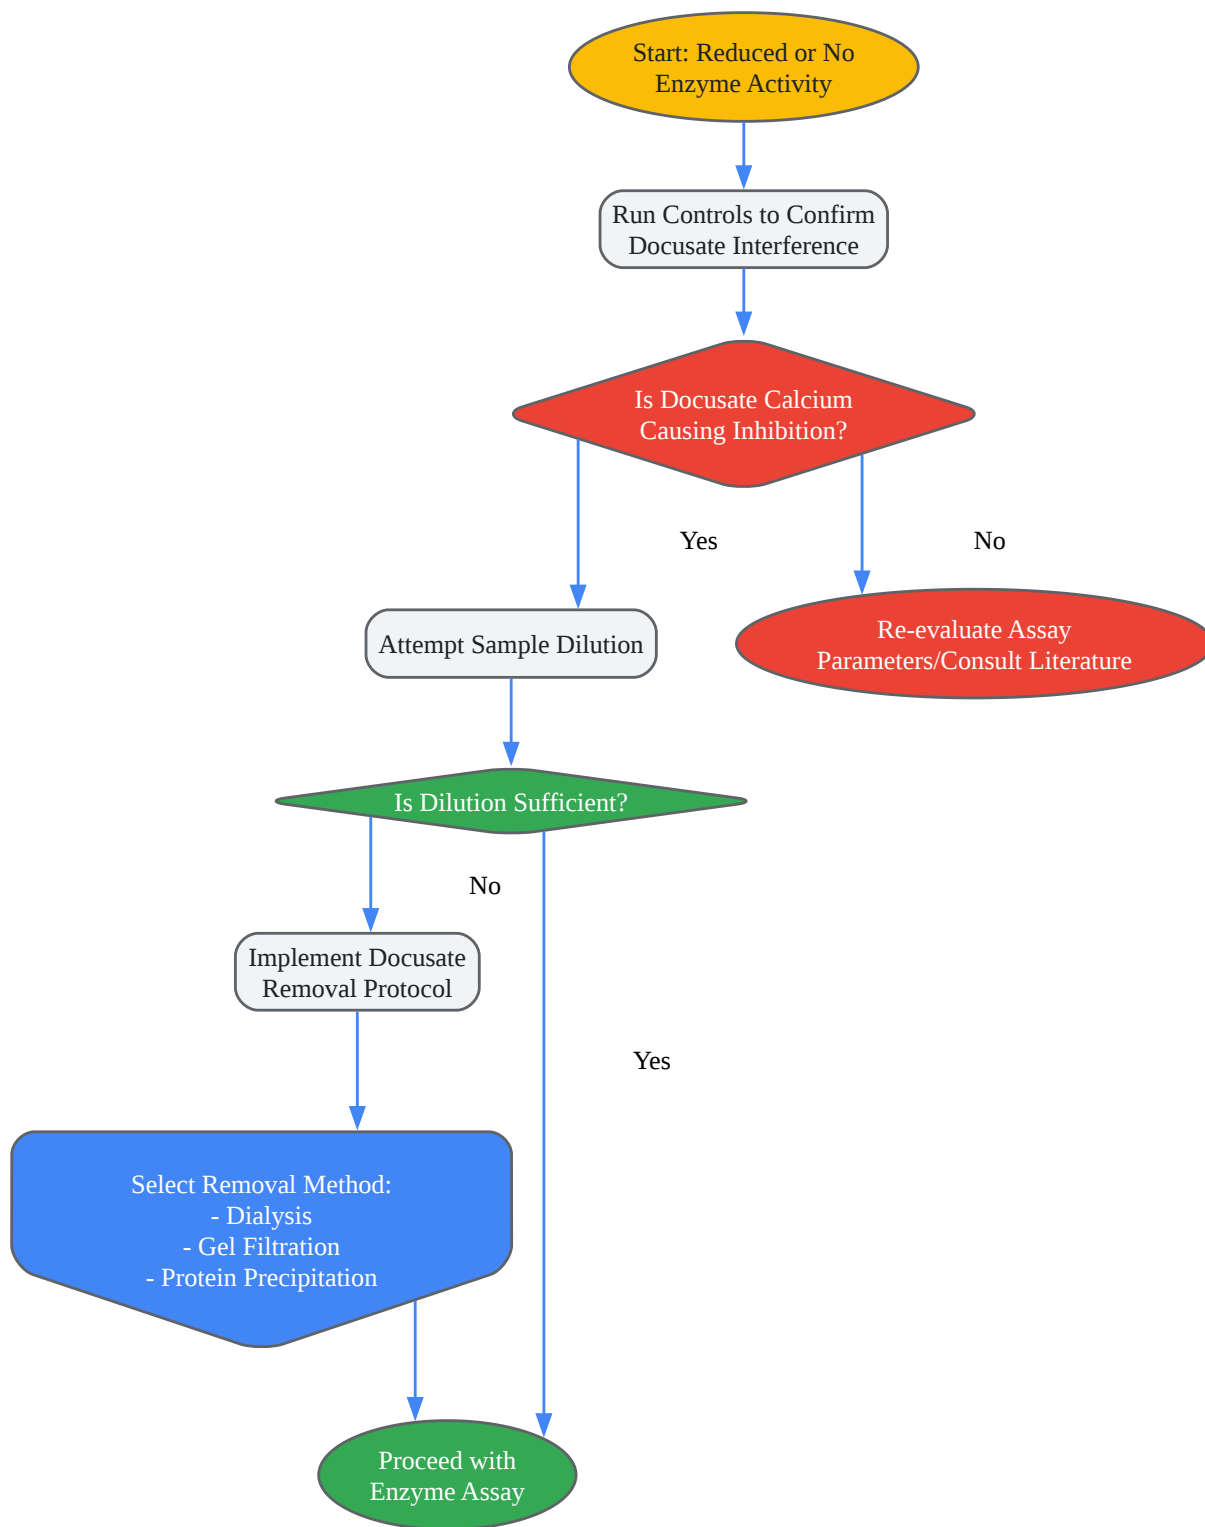 Start: Reduced or No
Enzyme Activity
Run Controls to Confirm
Docusate Interference
Is Docusate Calcium
Causing Inhibition?
Yes
No
Attempt Sample Dilution
Re-evaluate Assay
Parameters/Consult Literature
Is Dilution Sufficient?
No
Implement Docusate
Removal Protocol
Yes
Select Removal Method:
- Dialysis
- Gel Filtration
- Protein Precipitation
Proceed with
Enzyme Assay